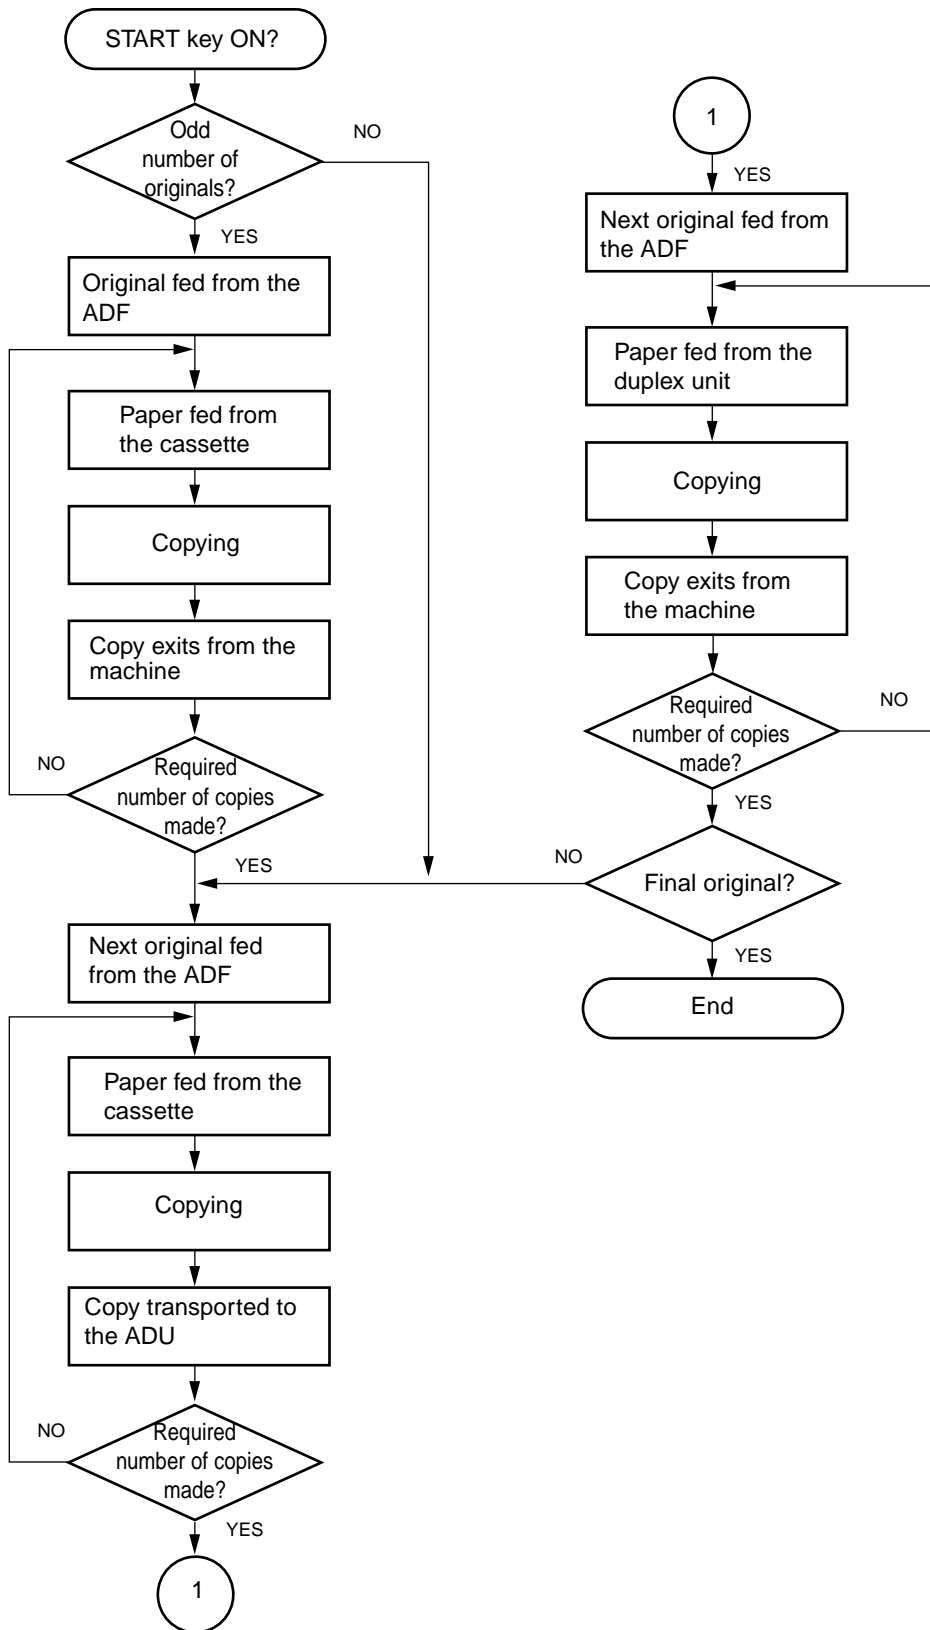 START key ON?
Odd
number of
originals?
NO
YES
Original fed from the
ADF
Paper fed from
the cassette
Copying
Copy exits from the
machine
NO
Required
number of copies
made?
YES
Next original fed
from the ADF
Paper fed from the
cassette
Copying
Copy transported to
the ADU
NO
Required
number of copies
made?
YES
1
1
YES
Next original fed from
the ADF
Paper fed from the
duplex unit
Copying
Copy exits from
the machine
Required
number of copies
made?
NO
YES
NO
Final original?
YES
End